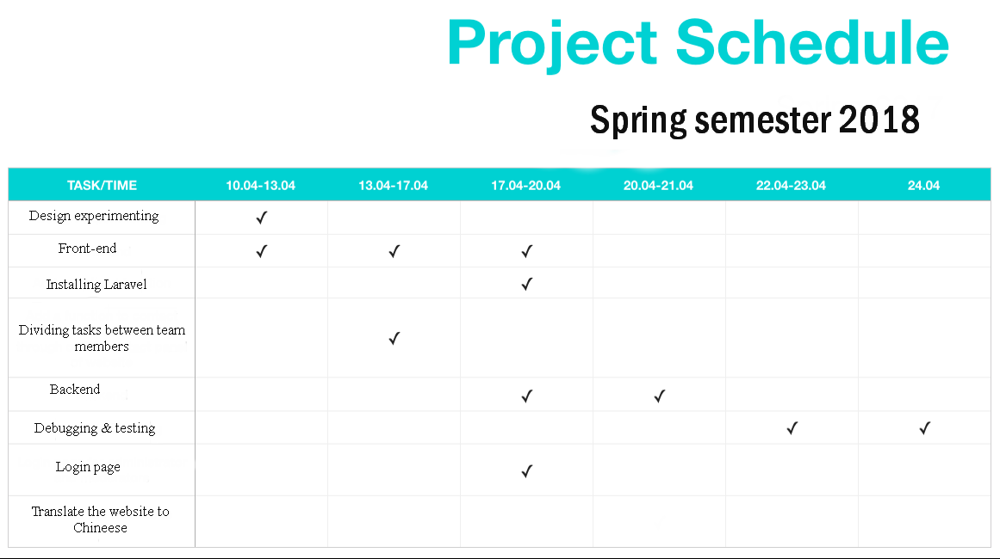 Project Schedule
Spring semester 2018
TASK/TIME 10.04-13.04 13.04-17.04 17.04-20.04 20.04-21.04 22.04-23.04 24.04
Design experimenting ✓
Front-end ✓ ✓ ✓
Installing Laravel ✓
Dividing tasks between team
members ✓
Backend ✓ ✓
Debugging & testing ✓ ✓
Login page ✓
Translate the website to
Chineese